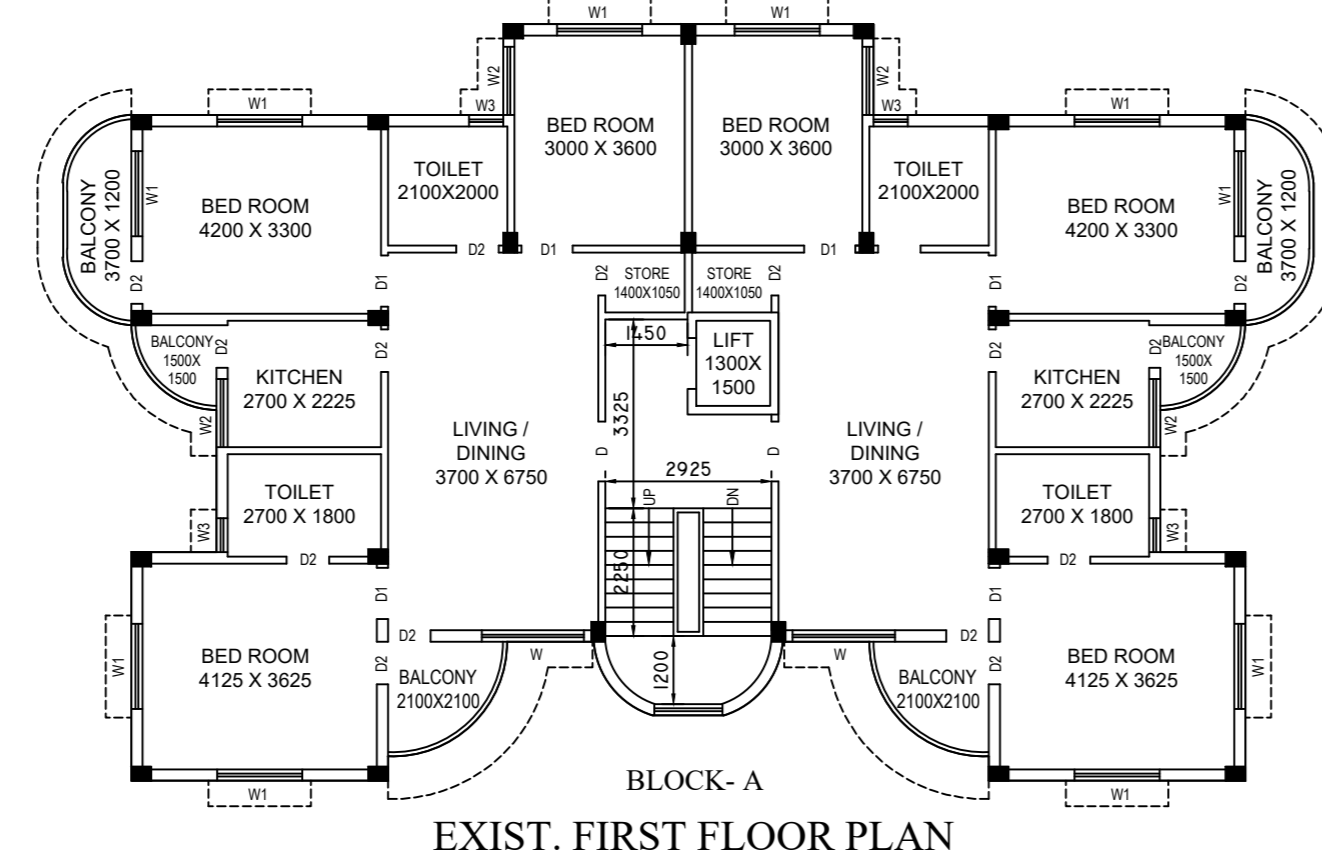 W1
W1
W2
W2
W3
W3
W1
W1
BED ROOM
3000 X 3600
BED ROOM
3000 X 3600
TOILET
2100X2000
TOILET
2100X2000
BALCONY
3700 X 1200
W1
BED ROOM
4200 X 3300
BED ROOM
4200 X 3300
W1
BALCONY
3700 X 1200
D2
D1
D1
D2
D1
D2
STORE
1400X1050
STORE
1400X1050
D2
D1
D2
1450
LIFT
1300X
1500
BALCONY
1500X
1500
D2
KITCHEN
2700 X 2225
D2
D2
KITCHEN
2700 X 2225
D2
BALCONY
1500X
1500
W2
W2
3325
LIVING /
DINING
3700 X 6750
LIVING /
DINING
3700 X 6750
D
D
2925
UP
DN
TOILET
2700 X 1800
TOILET
2700 X 1800
W3
W3
D2
D2
2250
D1
D1
D2
D2
W1
BED ROOM
4125 X 3625
D2
BALCONY
2100X2100
W
1200
W
BALCONY
2100X2100
D2
BED ROOM
4125 X 3625
W1
W1
W1
BLOCK- A
EXIST. FIRST FLOOR PLAN